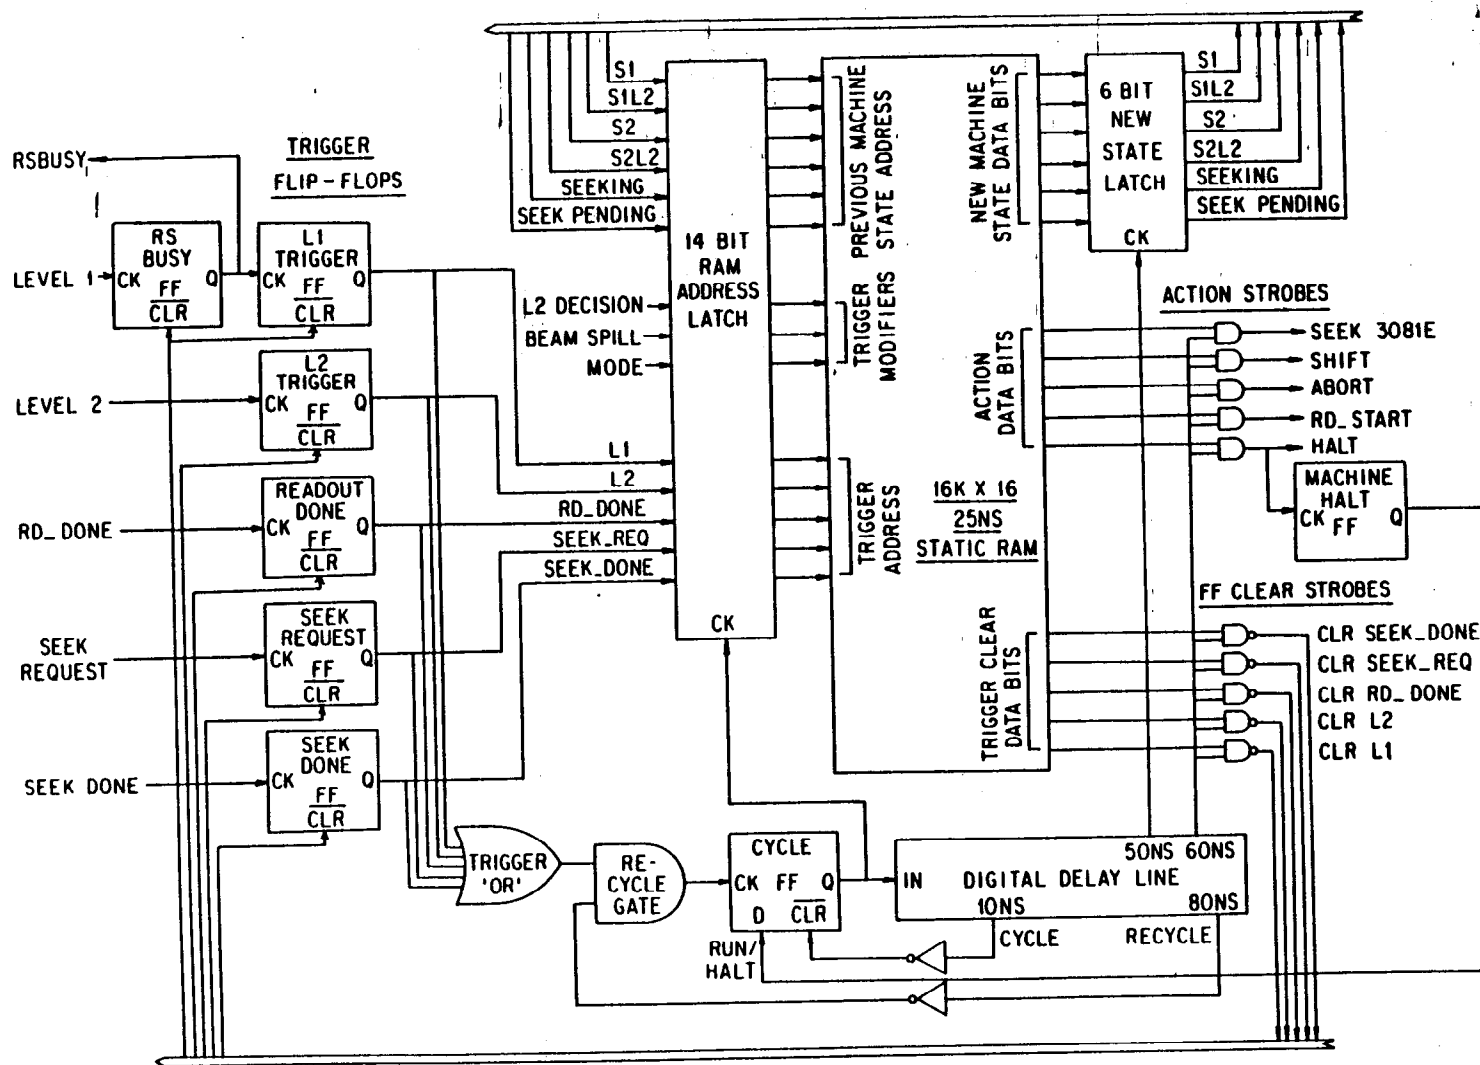 TRIGGER
FLIP-FLOPS
RSBUSY
LEVEL 1
RS
BUSY
CK Q
FF
CLR
L1
TRIGGER
CK Q
FF
CLR
LEVEL 2
L2
TRIGGER
CK Q
FF
CLR
RD_DONE
READOUT
DONE
CK Q
FF
CLR
SEEK
REQUEST
SEEK
REQUEST
CK Q
FF
CLR
SEEK DONE
SEEK
DONE
CK Q
FF
CLR
S1
S1L2
S2
S2L2
SEEKING
SEEK PENDING
L2 DECISION
BEAM SPILL
MODE
L1
L2
RD_DONE
SEEK_REQ
SEEK_DONE
14 BIT
RAM
ADDRESS
LATCH
CK
PREVIOUS MACHINE
STATE ADDRESS
TRIGGER
MODIFIERS
TRIGGER
ADDRESS
16K X 16
25NS
STATIC RAM
NEW MACHINE
STATE DATA BITS
ACTION
DATA BITS
TRIGGER CLEAR
DATA BITS
6 BIT
NEW
STATE
LATCH
CK
S1
S1L2
S2
S2L2
SEEKING
SEEK PENDING
ACTION STROBES
SEEK 3081E
SHIFT
ABORT
RD_START
HALT
MACHINE
HALT
CK FF Q
FF CLEAR STROBES
CLR SEEK_DONE
CLR SEEK_REQ
CLR RD_DONE
CLR L2
CLR L1
TRIGGER
'OR'
RE-
CYCLE
GATE
CYCLE
CK FF Q
D CLR
RUN/
HALT
50NS 60NS
IN DIGITAL DELAY LINE
10NS 80NS
CYCLE RECYCLE